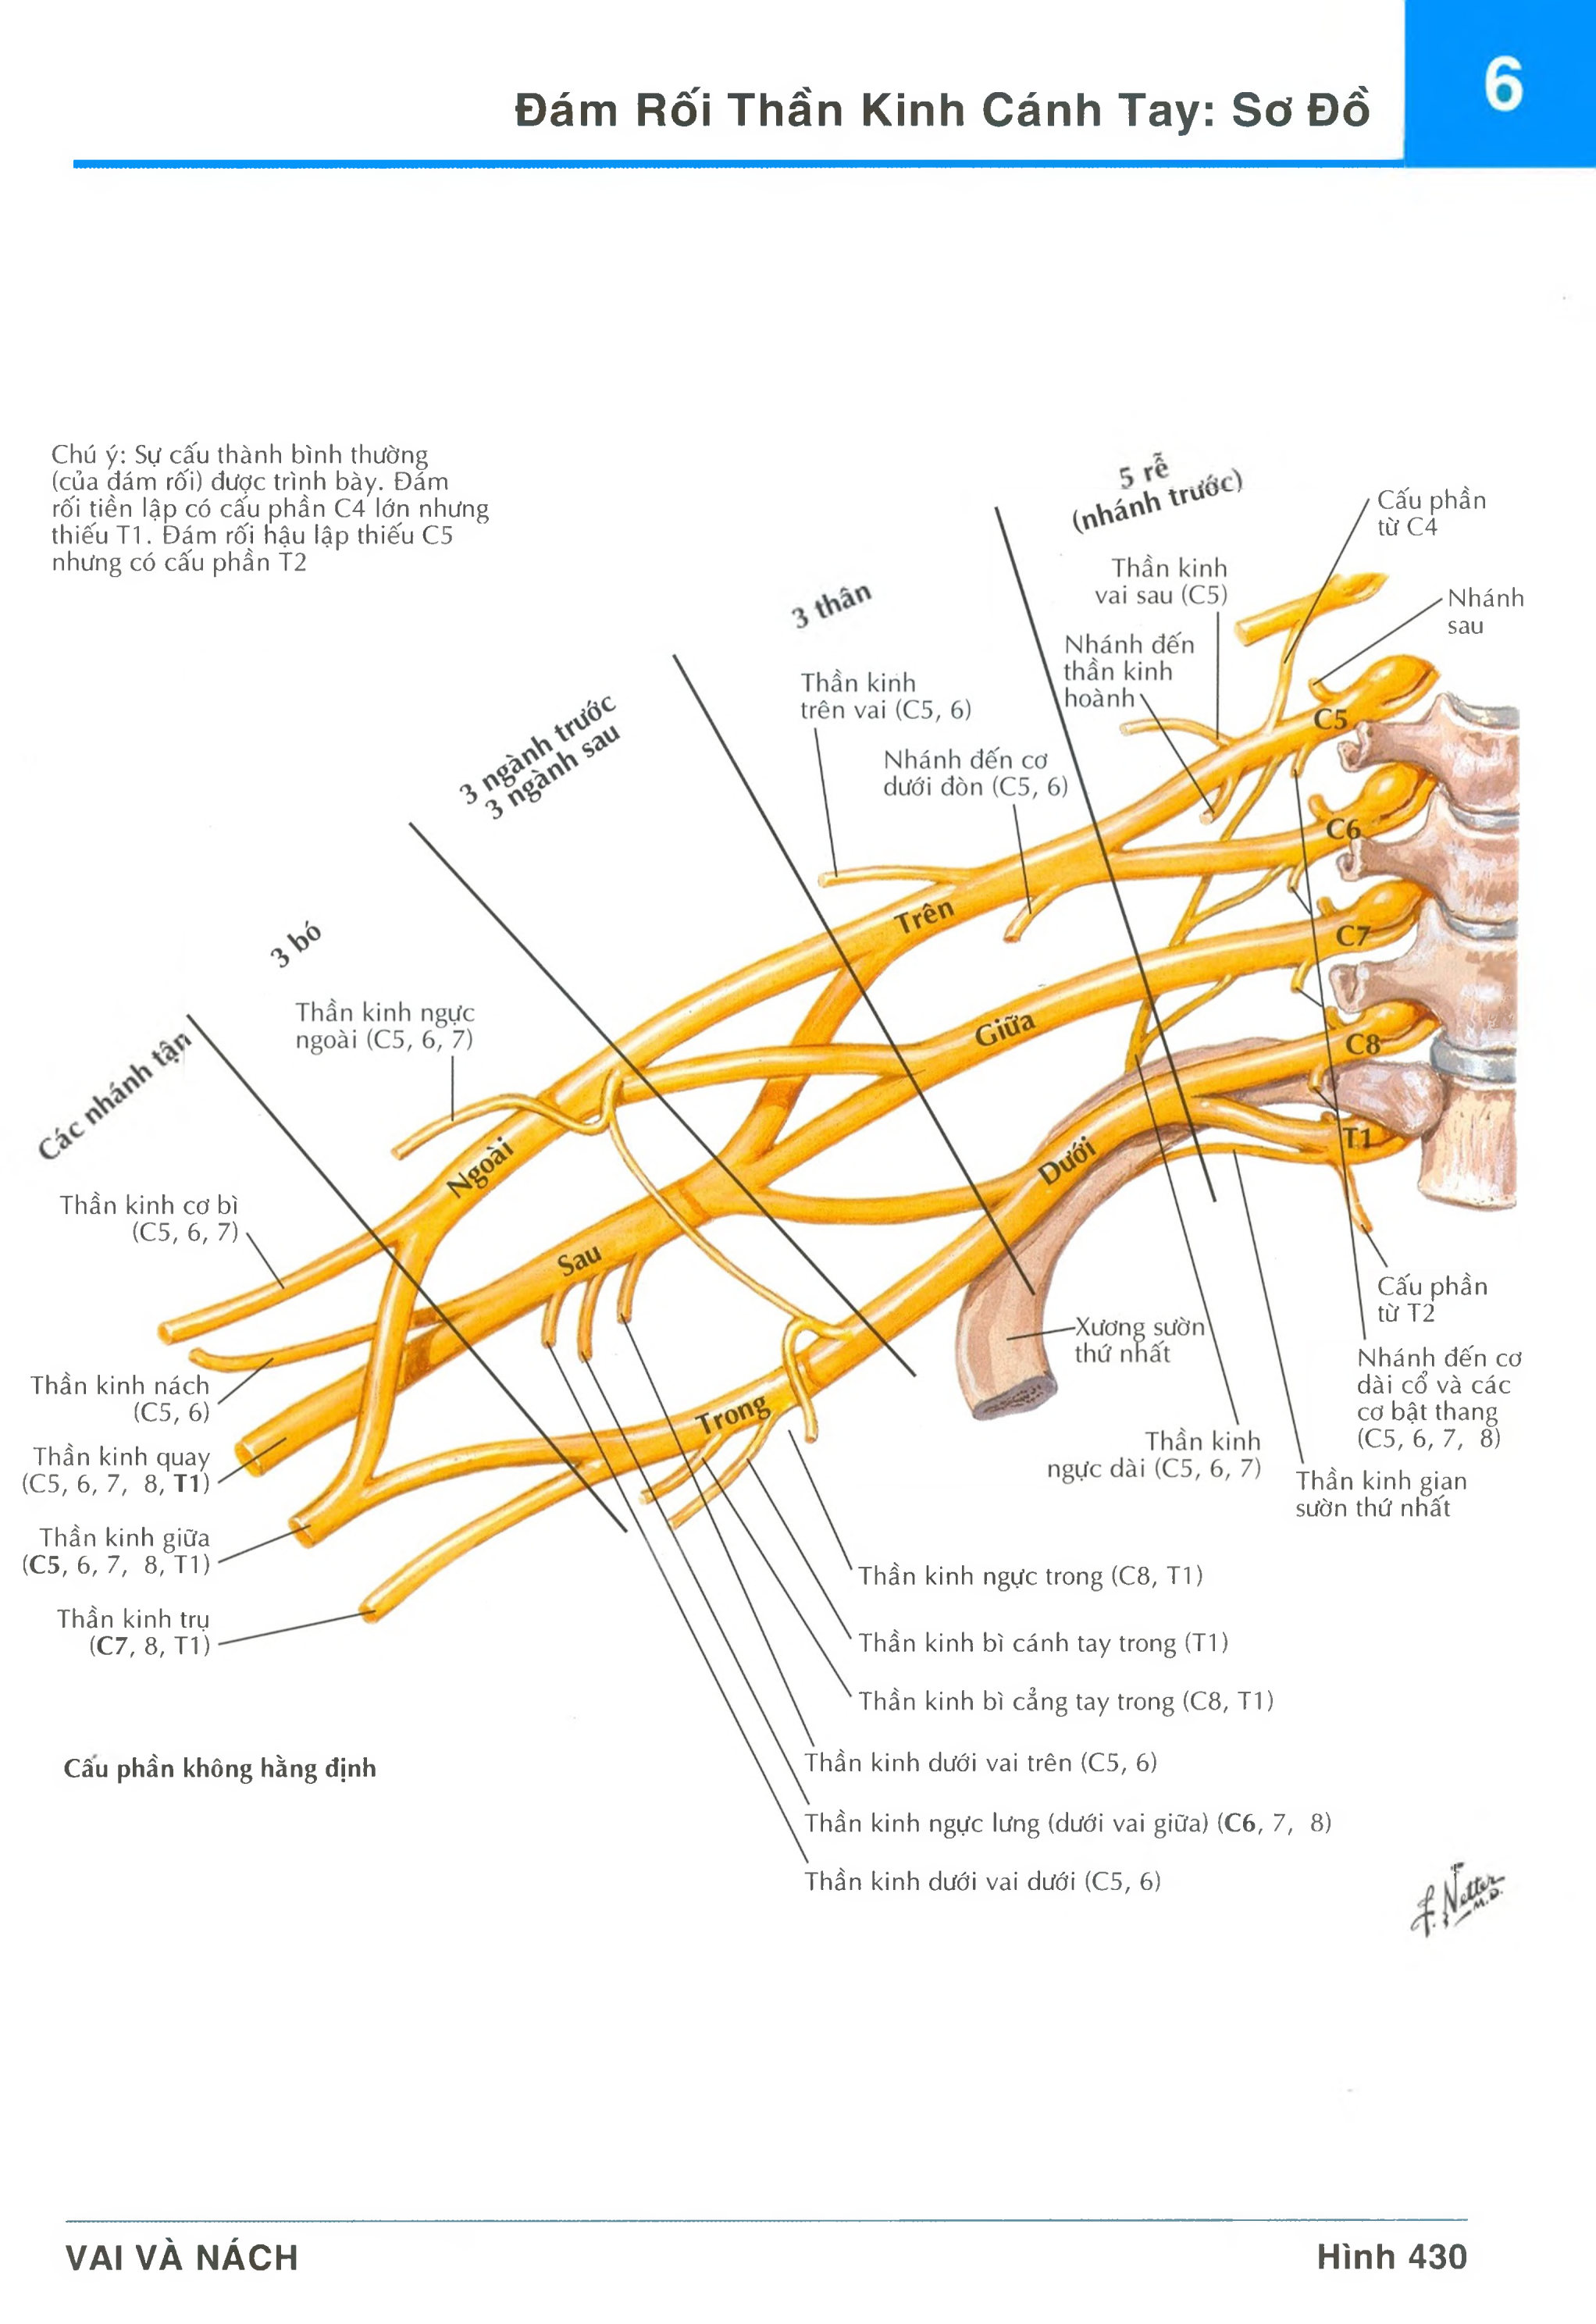 Đám Rối Thần Kinh Cánh Tay: Sơ Đồ
6
Chú ý: Sự cấu thành bình thường
(của đám rối) được trình bày. Đám
rối tiền lập có cấu phần C4 lớn nhưng
thiếu T1. Đám rối hậu lập thiếu C5
nhưng có cấu phần T2
5 rễ
(nhánh trước)
Cấu phần
từ C4
Thần kinh
vai sau (C5)
Nhánh
sau
3 thân
Nhánh đến
thần kinh
hoành
Thần kinh
trên vai (C5, 6)
Nhánh đến cơ
dưới đòn (C5, 6)
3 ngành trước
3 ngành sau
C5
C6
C7
C8
T1
Trên
Giữa
Dưới
3 bó
Thần kinh ngực
ngoài (C5, 6, 7)
Các nhánh tận
Ngoài
Sau
Trong
Thần kinh cơ bì
(C5, 6, 7)
Thần kinh nách
(C5, 6)
Thần kinh quay
(C5, 6, 7, 8, T1)
Thần kinh giữa
(C5, 6, 7, 8, T1)
Thần kinh trụ
(C7, 8, T1)
Cấu phần
từ T2
Xương sườn
thứ nhất
Nhánh đến cơ
dài cổ và các
cơ bật thang
(C5, 6, 7, 8)
Thần kinh
ngực dài (C5, 6, 7)
Thần kinh gian
sườn thứ nhất
Thần kinh ngực trong (C8, T1)
Thần kinh bì cánh tay trong (T1)
Thần kinh bì cẳng tay trong (C8, T1)
Thần kinh dưới vai trên (C5, 6)
Thần kinh ngực lưng (dưới vai giữa) (C6, 7, 8)
Thần kinh dưới vai dưới (C5, 6)
Cấu phần không hằng định
F. Netter
M.D.
VAI VÀ NÁCH
Hình 430